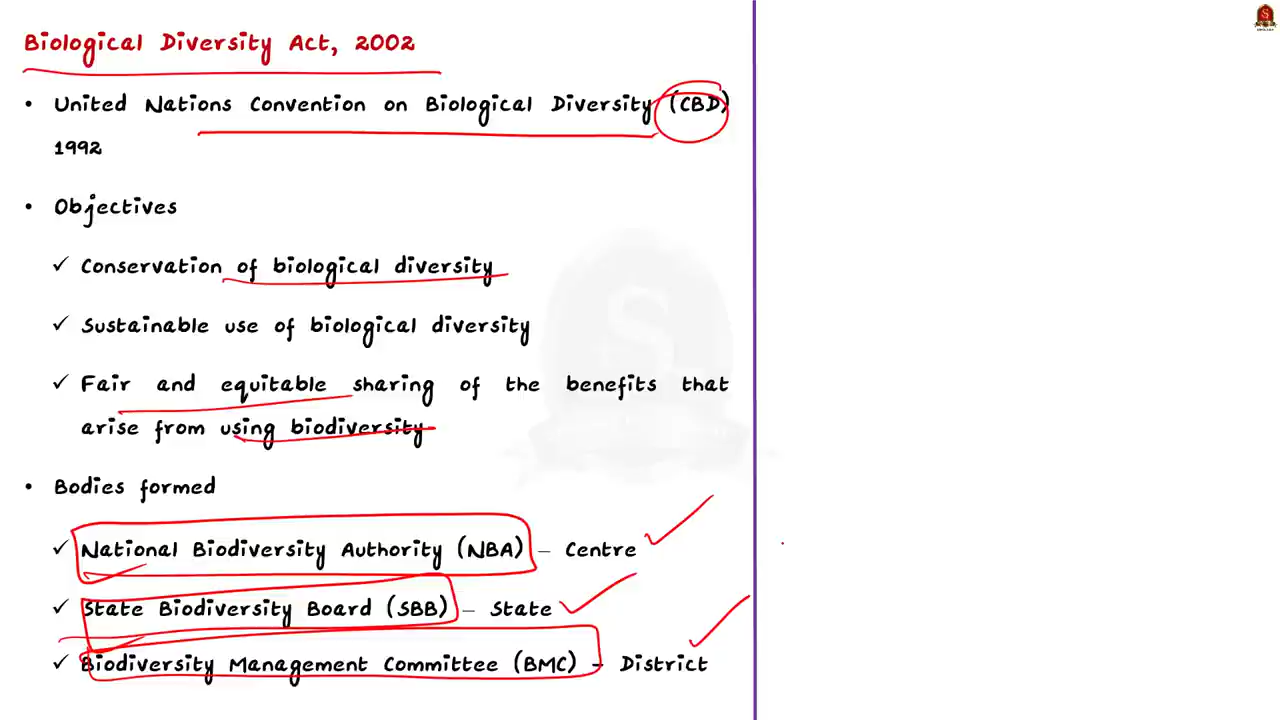 Biological Diversity Act, 2002
• United Nations Convention on Biological Diversity (CBD)
1992
• Objectives
✓ Conservation of biological diversity
✓ Sustainable use of biological diversity
✓ Fair and equitable sharing of the benefits that
arise from using biodiversity
• Bodies formed
✓ National Biodiversity Authority (NBA) – Centre
✓ State Biodiversity Board (SBB) – State
✓ Biodiversity Management Committee (BMC) – District